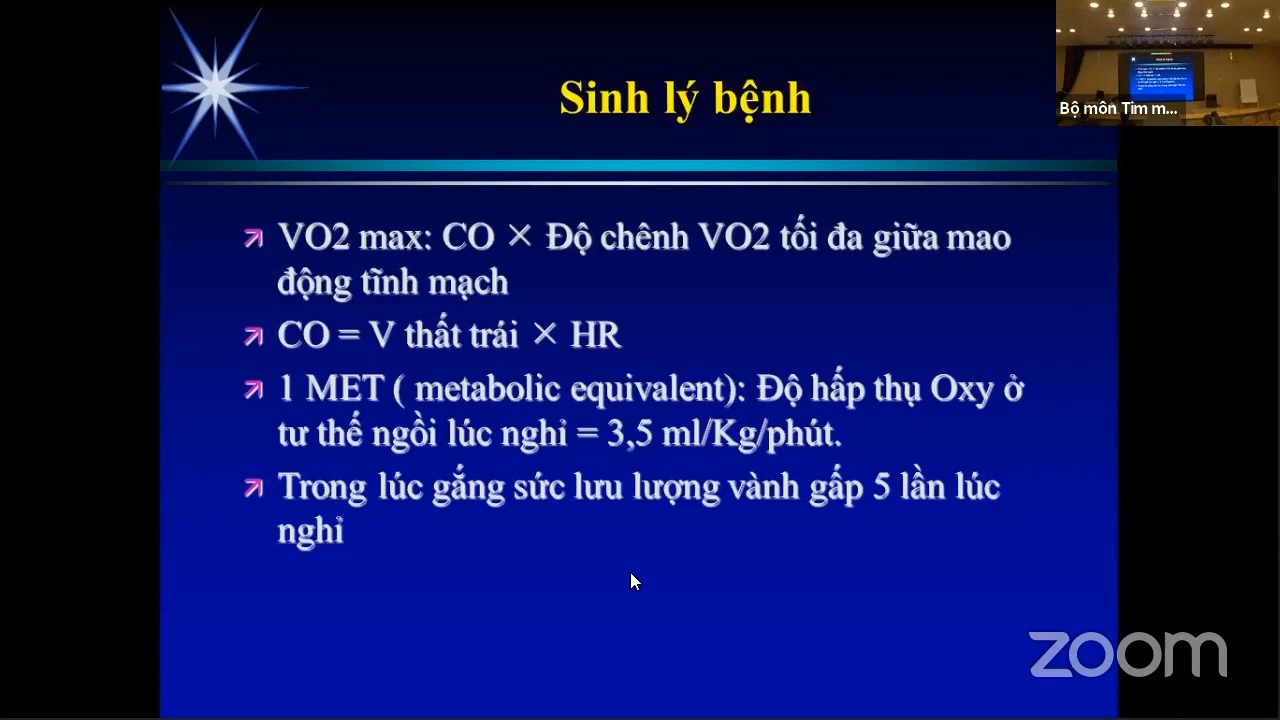 Sinh lý bệnh
VO2 max: CO × Độ chênh VO2 tối đa giữa mao
động tĩnh mạch
CO = V thất trái × HR
1 MET ( metabolic equivalent): Độ hấp thụ Oxy ở
tư thế ngồi lúc nghỉ = 3,5 ml/Kg/phút.
Trong lúc gắng sức lưu lượng vành gấp 5 lần lúc
nghỉ
Bộ môn Tim m...
zoom